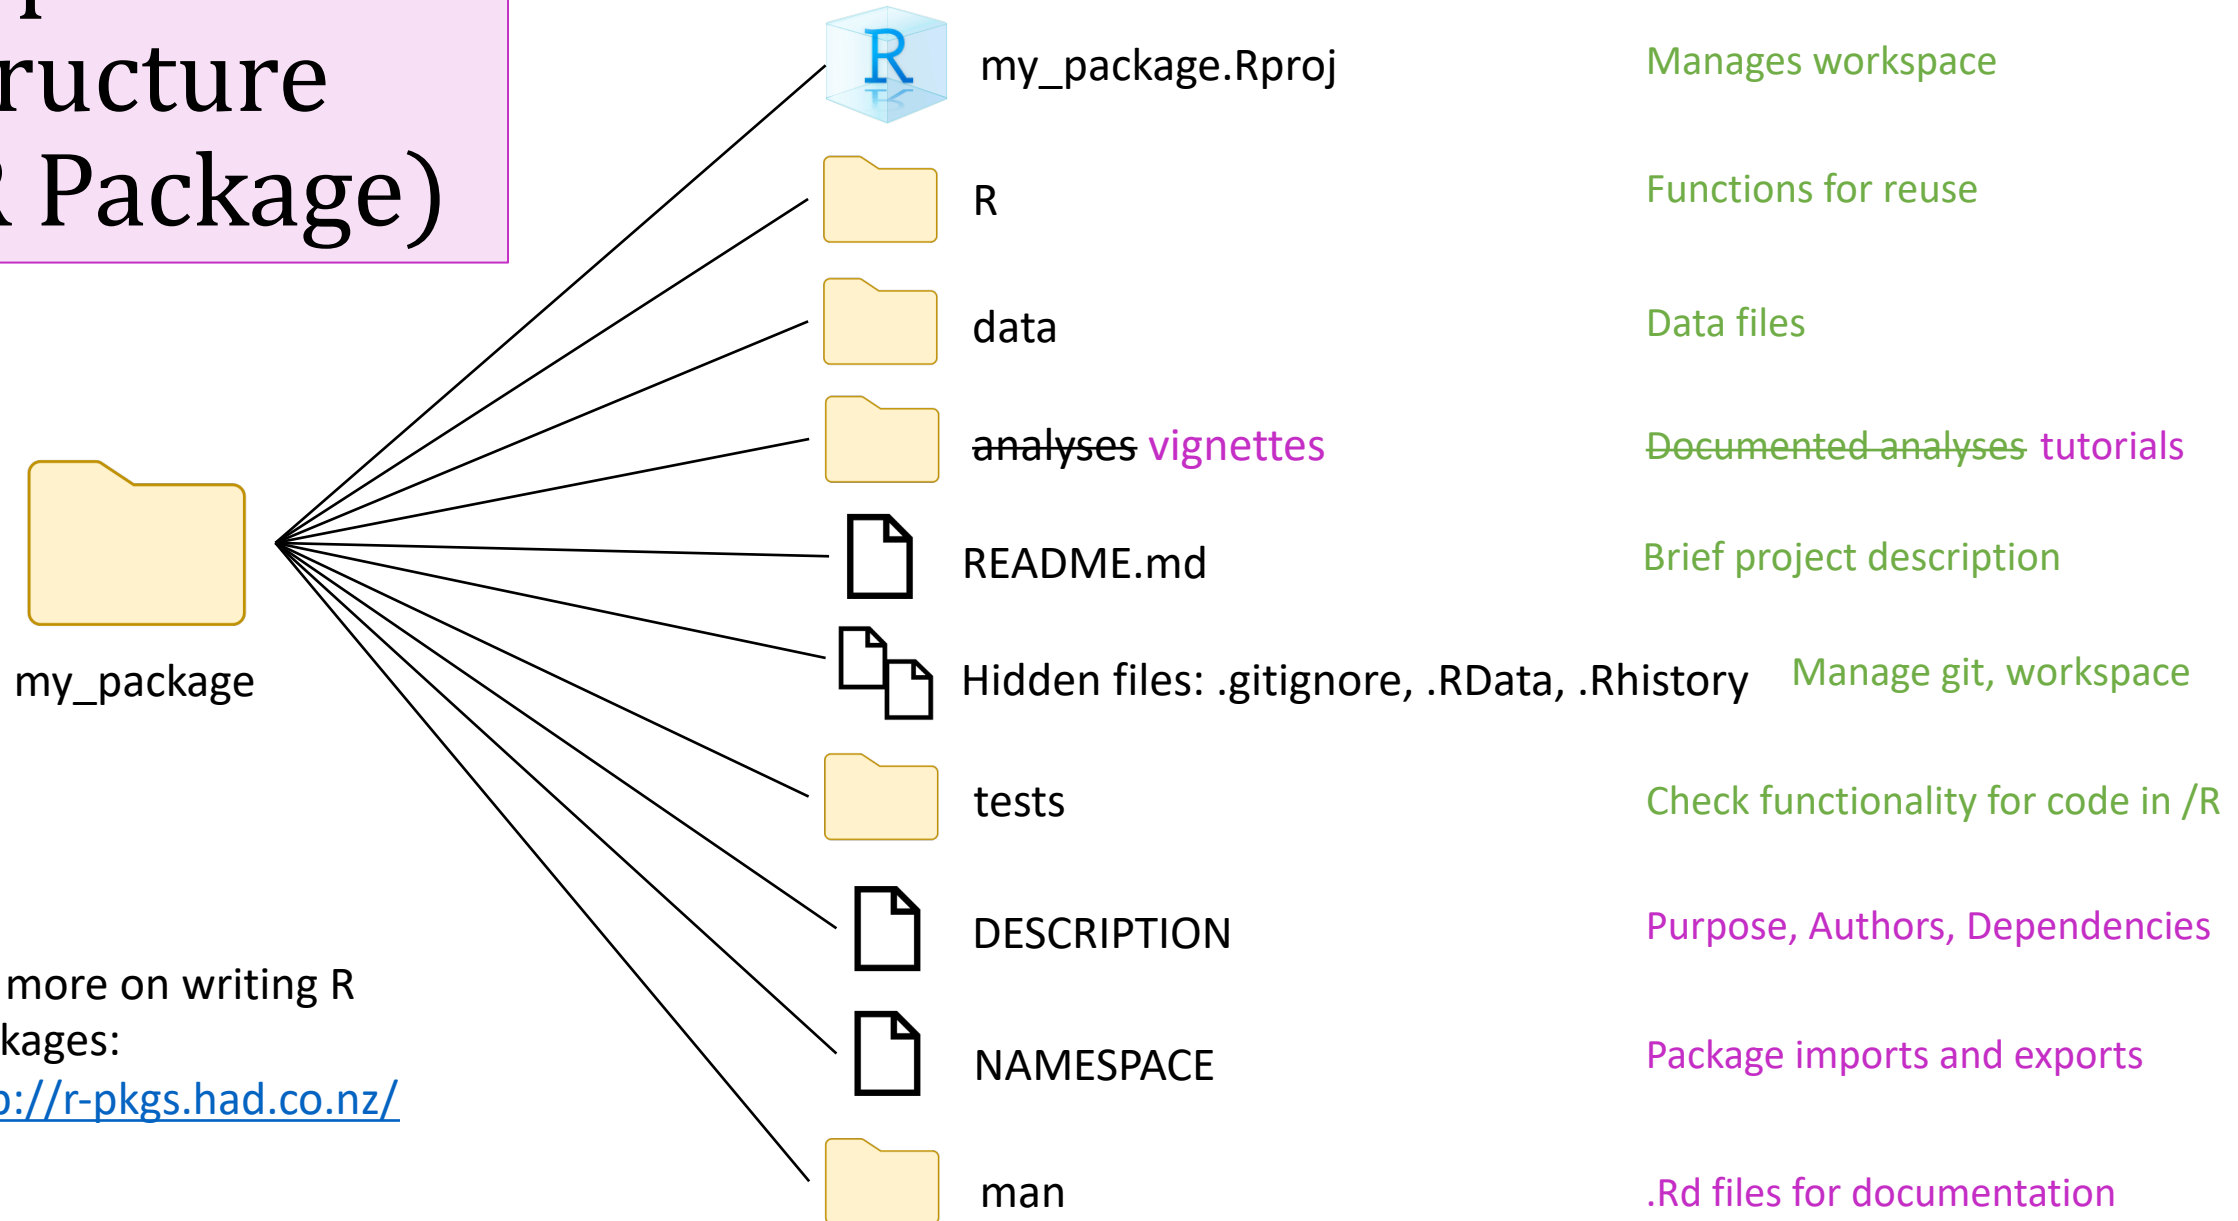 ructure
R Package)
R
my_package.Rproj
Manages workspace
R
Functions for reuse
data
Data files
analyses vignettes
Documented analyses tutorials
README.md
Brief project description
my_package
Hidden files: .gitignore, .RData, .Rhistory
Manage git, workspace
tests
Check functionality for code in /R
DESCRIPTION
Purpose, Authors, Dependencies
more on writing R
kages:
://r-pkgs.had.co.nz/
NAMESPACE
Package imports and exports
man
.Rd files for documentation